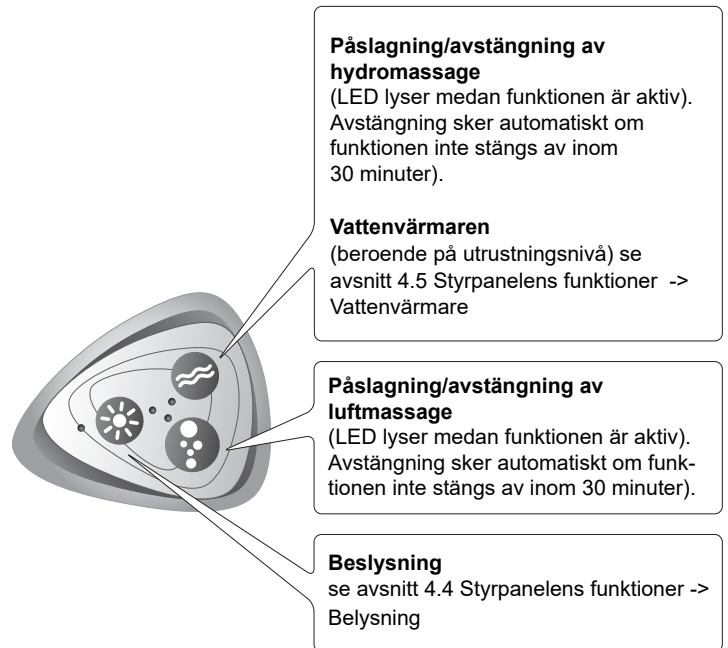 Påslagning/avstängning av
hydromassage
(LED lyser medan funktionen är aktiv).
Avstängning sker automatiskt om
funktionen inte stängs av inom
30 minuter).
Vattenvärmaren
(beroende på utrustningsnivå) se
avsnitt 4.5 Styrpanelens funktioner ->
Vattenvärmare
Påslagning/avstängning av
luftmassage
(LED lyser medan funktionen är aktiv).
Avstängning sker automatiskt om funk-
tionen inte stängs av inom 30 minuter).
Beslysning
se avsnitt 4.4 Styrpanelens funktioner ->
Belysning